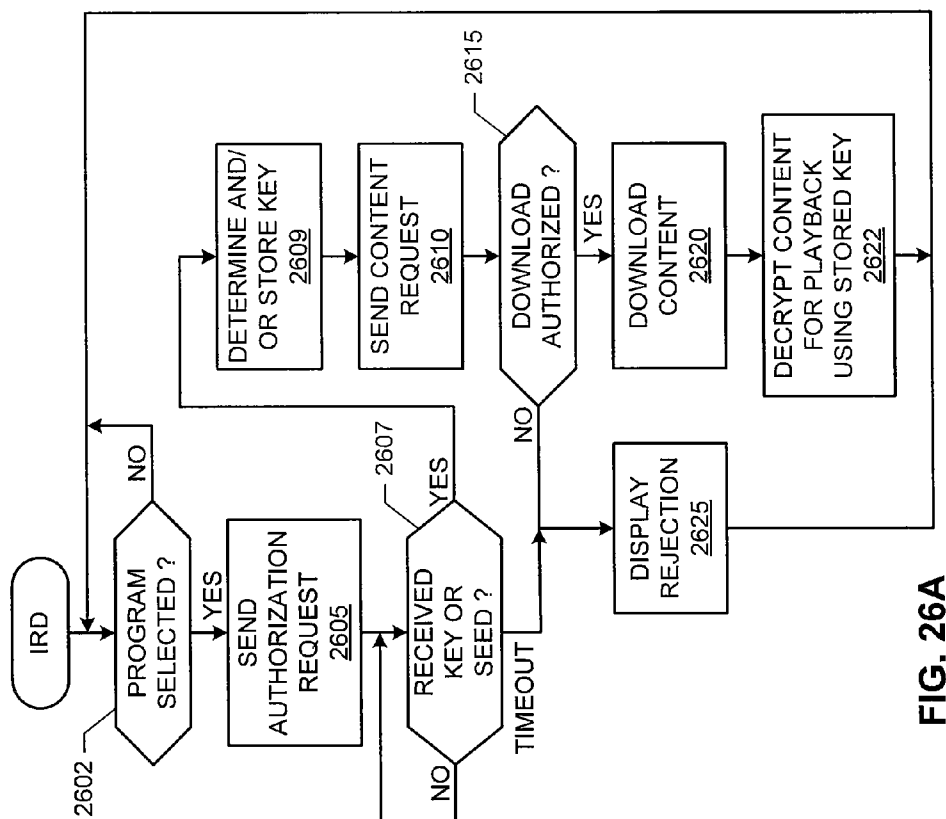 IRD
PROGRAM
SELECTED ?
2602
NO
YES
SEND
AUTHORIZATION
REQUEST
2605
RECEIVED
KEY OR
SEED ?
2607
NO
YES
TIMEOUT
DETERMINE AND/
OR STORE KEY
2609
SEND CONTENT
REQUEST
2610
DOWNLOAD
AUTHORIZED ?
2615
NO
YES
DOWNLOAD
CONTENT
2620
DECRYPT CONTENT
FOR PLAYBACK
USING STORED KEY
2622
DISPLAY
REJECTION
2625
FIG. 26A